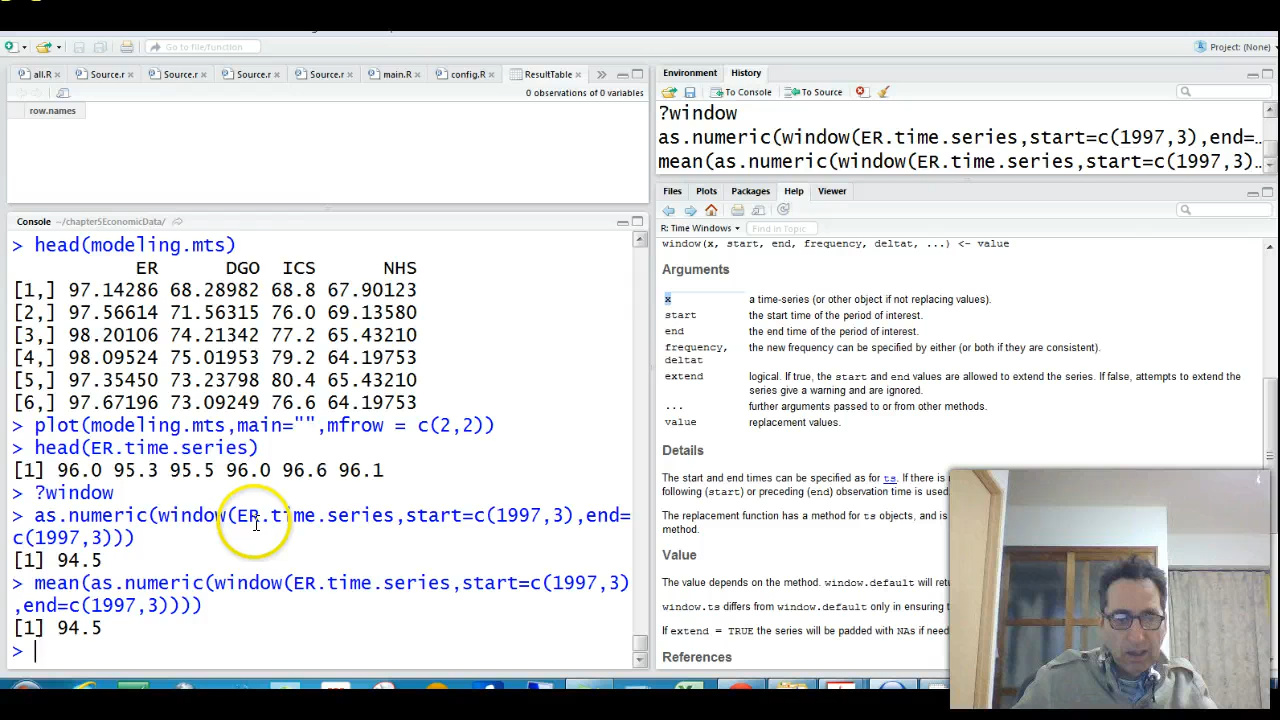 Go to file/function
Project: (None)
all.R
Source.r
Source.r
Source.r
Source.r
main.R
config.R
ResultTable
0 observations of 0 variables
row.names
Environment
History
To Console
To Source
?window
as.numeric(window(ER.time.series,start=c(1997,3),end=…
mean(as.numeric(window(ER.time.series,start=c(1997,3)…
Files
Plots
Packages
Help
Viewer
R: Time Windows
Find in Topic
window(x, start, end, frequency, deltat, ...) <- value
Arguments
x a time-series (or other object if not replacing values).
start the start time of the period of interest.
end the end time of the period of interest.
frequency, the new frequency can be specified by either (or both if they are consistent).
deltat
extend logical. If true, the start and end values are allowed to extend the series. If false, attempts to extend the
series give a warning and are ignored.
... further arguments passed to or from other methods.
value replacement values.
Details
The start and end times can be specified as for ts. If there is
following (start) or preceding (end) observation time is used
The replacement function has a method for ts objects, and is
method.
Value
The value depends on the method. window.default will
window.ts differs from window.default only in ensuring
If extend = TRUE the series will be padded with NAs if
References
Console ~/chapter5EconomicData/
> head(modeling.mts)
ER DGO ICS NHS
[1,] 97.14286 68.28982 68.8 67.90123
[2,] 97.56614 71.56315 76.0 69.13580
[3,] 98.20106 74.21342 77.2 65.43210
[4,] 98.09524 75.01953 79.2 64.19753
[5,] 97.35450 73.23798 80.4 65.43210
[6,] 97.67196 73.09249 76.6 64.19753
> plot(modeling.mts,main="",mfrow = c(2,2))
> head(ER.time.series)
[1] 96.0 95.3 95.5 96.0 96.6 96.1
> ?window
> as.numeric(window(ER.time.series,start=c(1997,3),end=
c(1997,3)))
[1] 94.5
> mean(as.numeric(window(ER.time.series,start=c(1997,3)
,end=c(1997,3))))
[1] 94.5
>